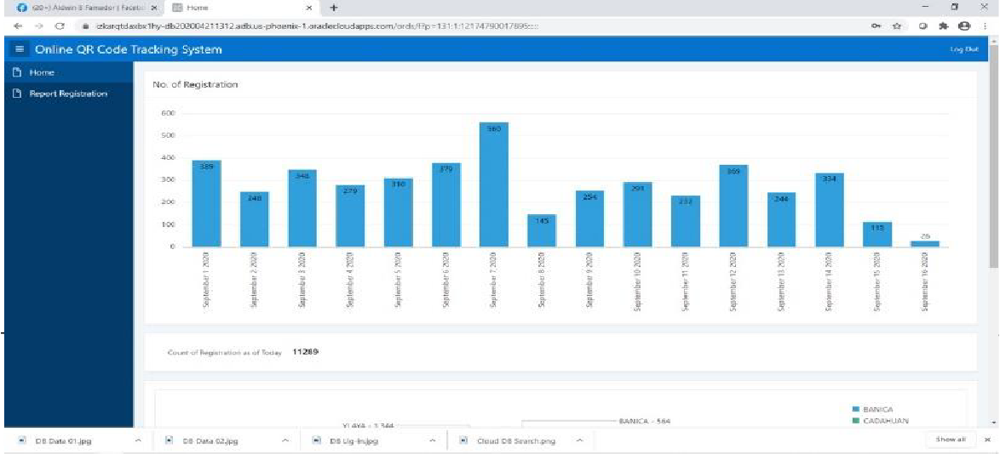 (20+) Aldwin B Famador | Facebo
Home
izkarqtdaxbx1hy-db202004211312.adb.us-phoenix-1.oraclecloudapps.com/ords/f?p=131:1:12174790017895:::::
Online QR Code Tracking System
Log Out
Home
Report Registration
No. of Registration
600
500
400
300
200
100
0
389
248
348
279
310
379
560
145
254
291
232
369
244
334
113
26
September 1 2020
September 2 2020
September 3 2020
September 4 2020
September 5 2020
September 6 2020
September 7 2020
September 8 2020
September 9 2020
September 10 2020
September 11 2020
September 12 2020
September 13 2020
September 14 2020
September 15 2020
September 16 2020
Count of Registration as of Today 11289
YLAYA - 1,344
BANICA - 564
BANICA
CADAHUAN
DB Data 01.jpg
DB Data 02.jpg
DB Lig-in.jpg
Cloud DB Search.png
Show all